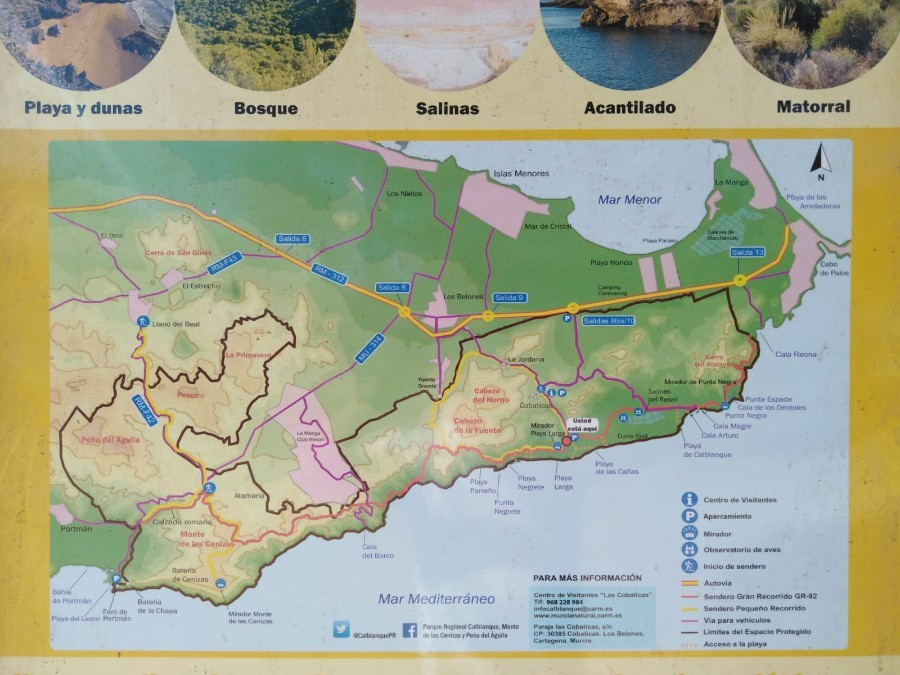 Playa y dunas
Bosque
Salinas
Acantilado
Matorral
N
Islas Menores
Los Nietos
Mar Menor
La Manga
Playa de las
Amoladeras
Mar de Cristal
Salinas de
Marchamalo
Playa Paraiso
El Beal
Salida 6
Cerro de San Ginés
RM-F43
RM - 312
Playa Honda
Salida 13
Cabo
de Palos
El Estrecho
Salida 8
Los Belones
Salida 9
Camping
Caravaning
P
Salidas 9bis/10
Llano del Beal
MU - 314
La Primavera
La Jordana
Cala Reona
Cerro
del Atalayón
Fuente
Grande
Mirador de Punta Negra
Ponce
RM-F42
Cabezo
del Horno
Cobaticas
Salinas
del Rasall
Punta Espada
Cala de los Déntoles
Punta Negra
Cala Magre
Cala Arturo
Peña del Águila
La Manga
Club Resort
Cabezo
de la Fuente
Mirador
Playa Larga
Usted
está aquí
Duna fósil
Playa
de Calblanque
Playa
de las Cañas
Playa
Larga
Playa
Negrete
Playa
Parreño
Punta
Negrete
Atamaría
Portmán
Calzada romana
Monte
de las Cenizas
Cala
del Barco
Batería
de Cenizas
Bahía
de Portmán
P
Playa del Lastre
Faro de
Portmán
Batería
de la Chapa
Mirador Monte
de las Cenizas
Mar Mediterráneo
@CalblanquePR
Parque Regional Calblanque, Monte
de las Cenizas y Peña del Águila
PARA MÁS INFORMACIÓN
Centro de Visitantes "Las Cobaticas"
Tlf: 968 228 984
infocalblanque@carm.es
www.murcianatural.carm.es
Paraje las Cobaticas, s/n
CP: 30385 Cobaticas. Los Belones,
Cartagena. Murcia
Centro de Visitantes
P Aparcamiento
Mirador
Observatorio de aves
Inicio de sendero
Autovía
Sendero Gran Recorrido GR-92
Sendero Pequeño Recorrido
Vía para vehículos
Límites del Espacio Protegido
Acceso a la playa